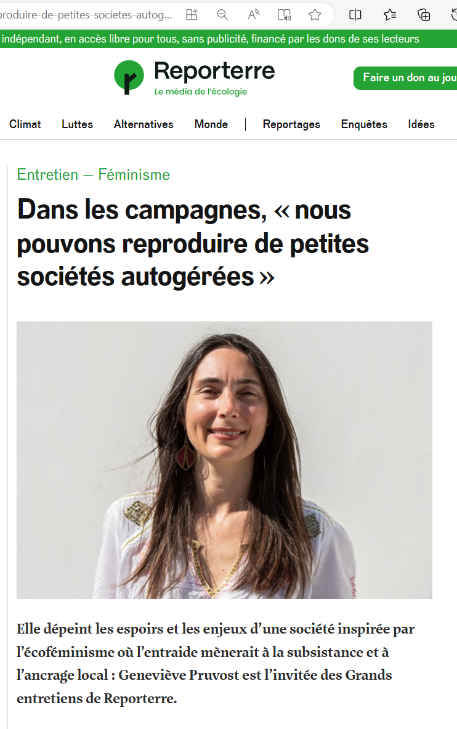 produire-de-petites-societes-autog...
indépendant, en accès libre pour tous, sans publicité, financé par les dons de ses lecteurs
Reporterre
Le média de l'écologie
Faire un don au jou
Climat Luttes Alternatives Monde | Reportages Enquêtes Idées
Entretien — Féminisme
Dans les campagnes, « nous
pouvons reproduire de petites
sociétés autogérées »
Elle dépeint les espoirs et les enjeux d'une société inspirée par
l'écoféminisme où l'entraide mènerait à la subsistance et à
l'ancrage local : Geneviève Pruvost est l'invitée des Grands
entretiens de Reporterre.